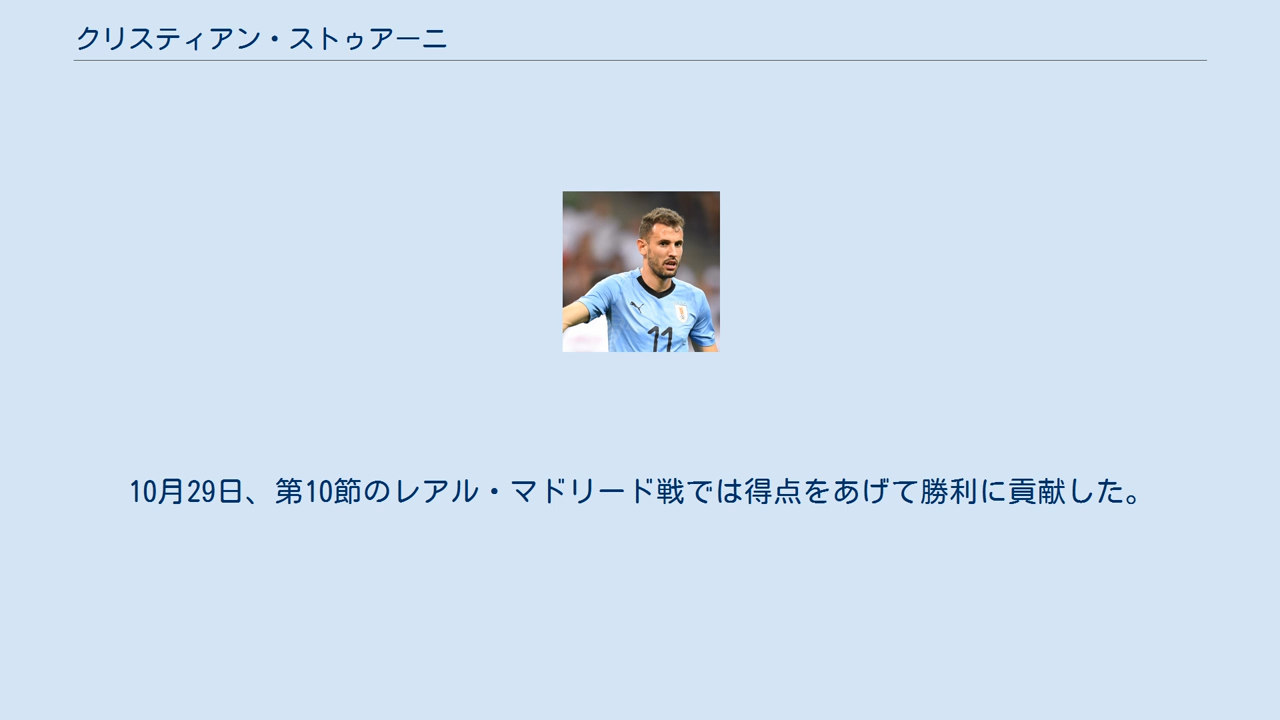 クリスティアン・ストゥアーニ
11
10月29日、第10節のレアル・マドリード戦では得点をあげて勝利に貢献した。